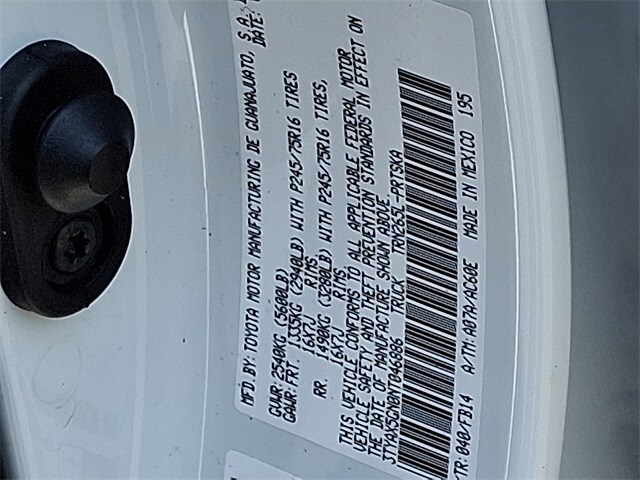 MFD. BY: TOYOTA MOTOR MANUFACTURING DE GUANAJUATO, S.A.
DATE:
GVWR: 2540KG (5600LB)
GAWR: FRT. 1335KG (2940LB) WITH P245/75R16 TIRES
16X7J RIMS,
RR. 1490KG (3280LB) WITH P245/75R16 TIRES,
16X7J RIMS,
THIS VEHICLE CONFORMS TO ALL APPLICABLE FEDERAL MOTOR
VEHICLE SAFETY AND THEFT PREVENTION STANDARDS IN EFFECT ON
THE DATE OF MANUFACTURE SHOWN ABOVE.
3TYAX5GN0NT046886 TRUCK TRN265L-PRTSKA
C/TR: 040/FB14 A/TM: A07A/AC60E MADE IN MEXICO 195